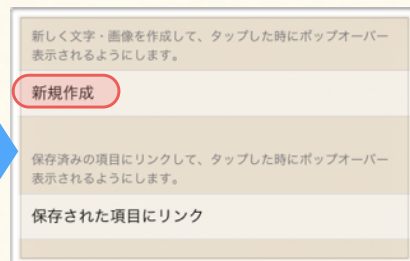 新しく文字・画像を作成して、タップした時にポップオーバー
表示されるようにします。
新規作成
保存済みの項目にリンクして、タップした時にポップオーバー
表示されるようにします。
保存された項目にリンク